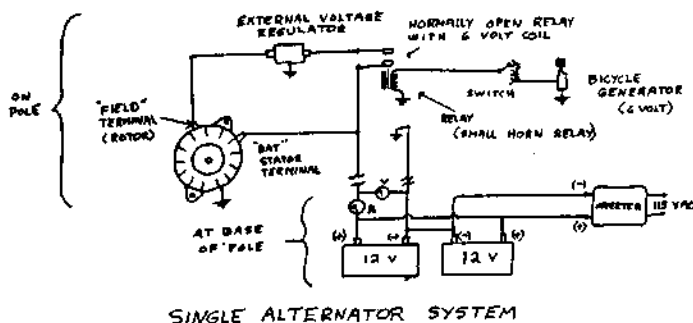 EXTERNAL VOLTAGE
REGULATOR
NORMALLY OPEN RELAY
WITH 6 VOLT COIL
ON
POLE
"FIELD"
TERMINAL
(ROTOR)
"BAT"
STATOR
TERMINAL
SWITCH
BICYCLE
GENERATOR
(6 VOLT)
RELAY
(SMALL HORN RELAY)
V
A
AT BASE
OF POLE
(+)
(-)
(-)
(+)
12 V
12 V
(-)
(+)
INVERTER
115 VAC
SINGLE ALTERNATOR SYSTEM